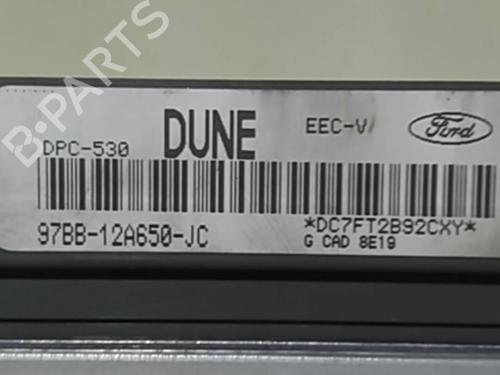 B-PARTS
DPC-530 DUNE EEC-V Ford
97BB-12A650-JC *DC7FT2B92CXY*
G CAD 8E19